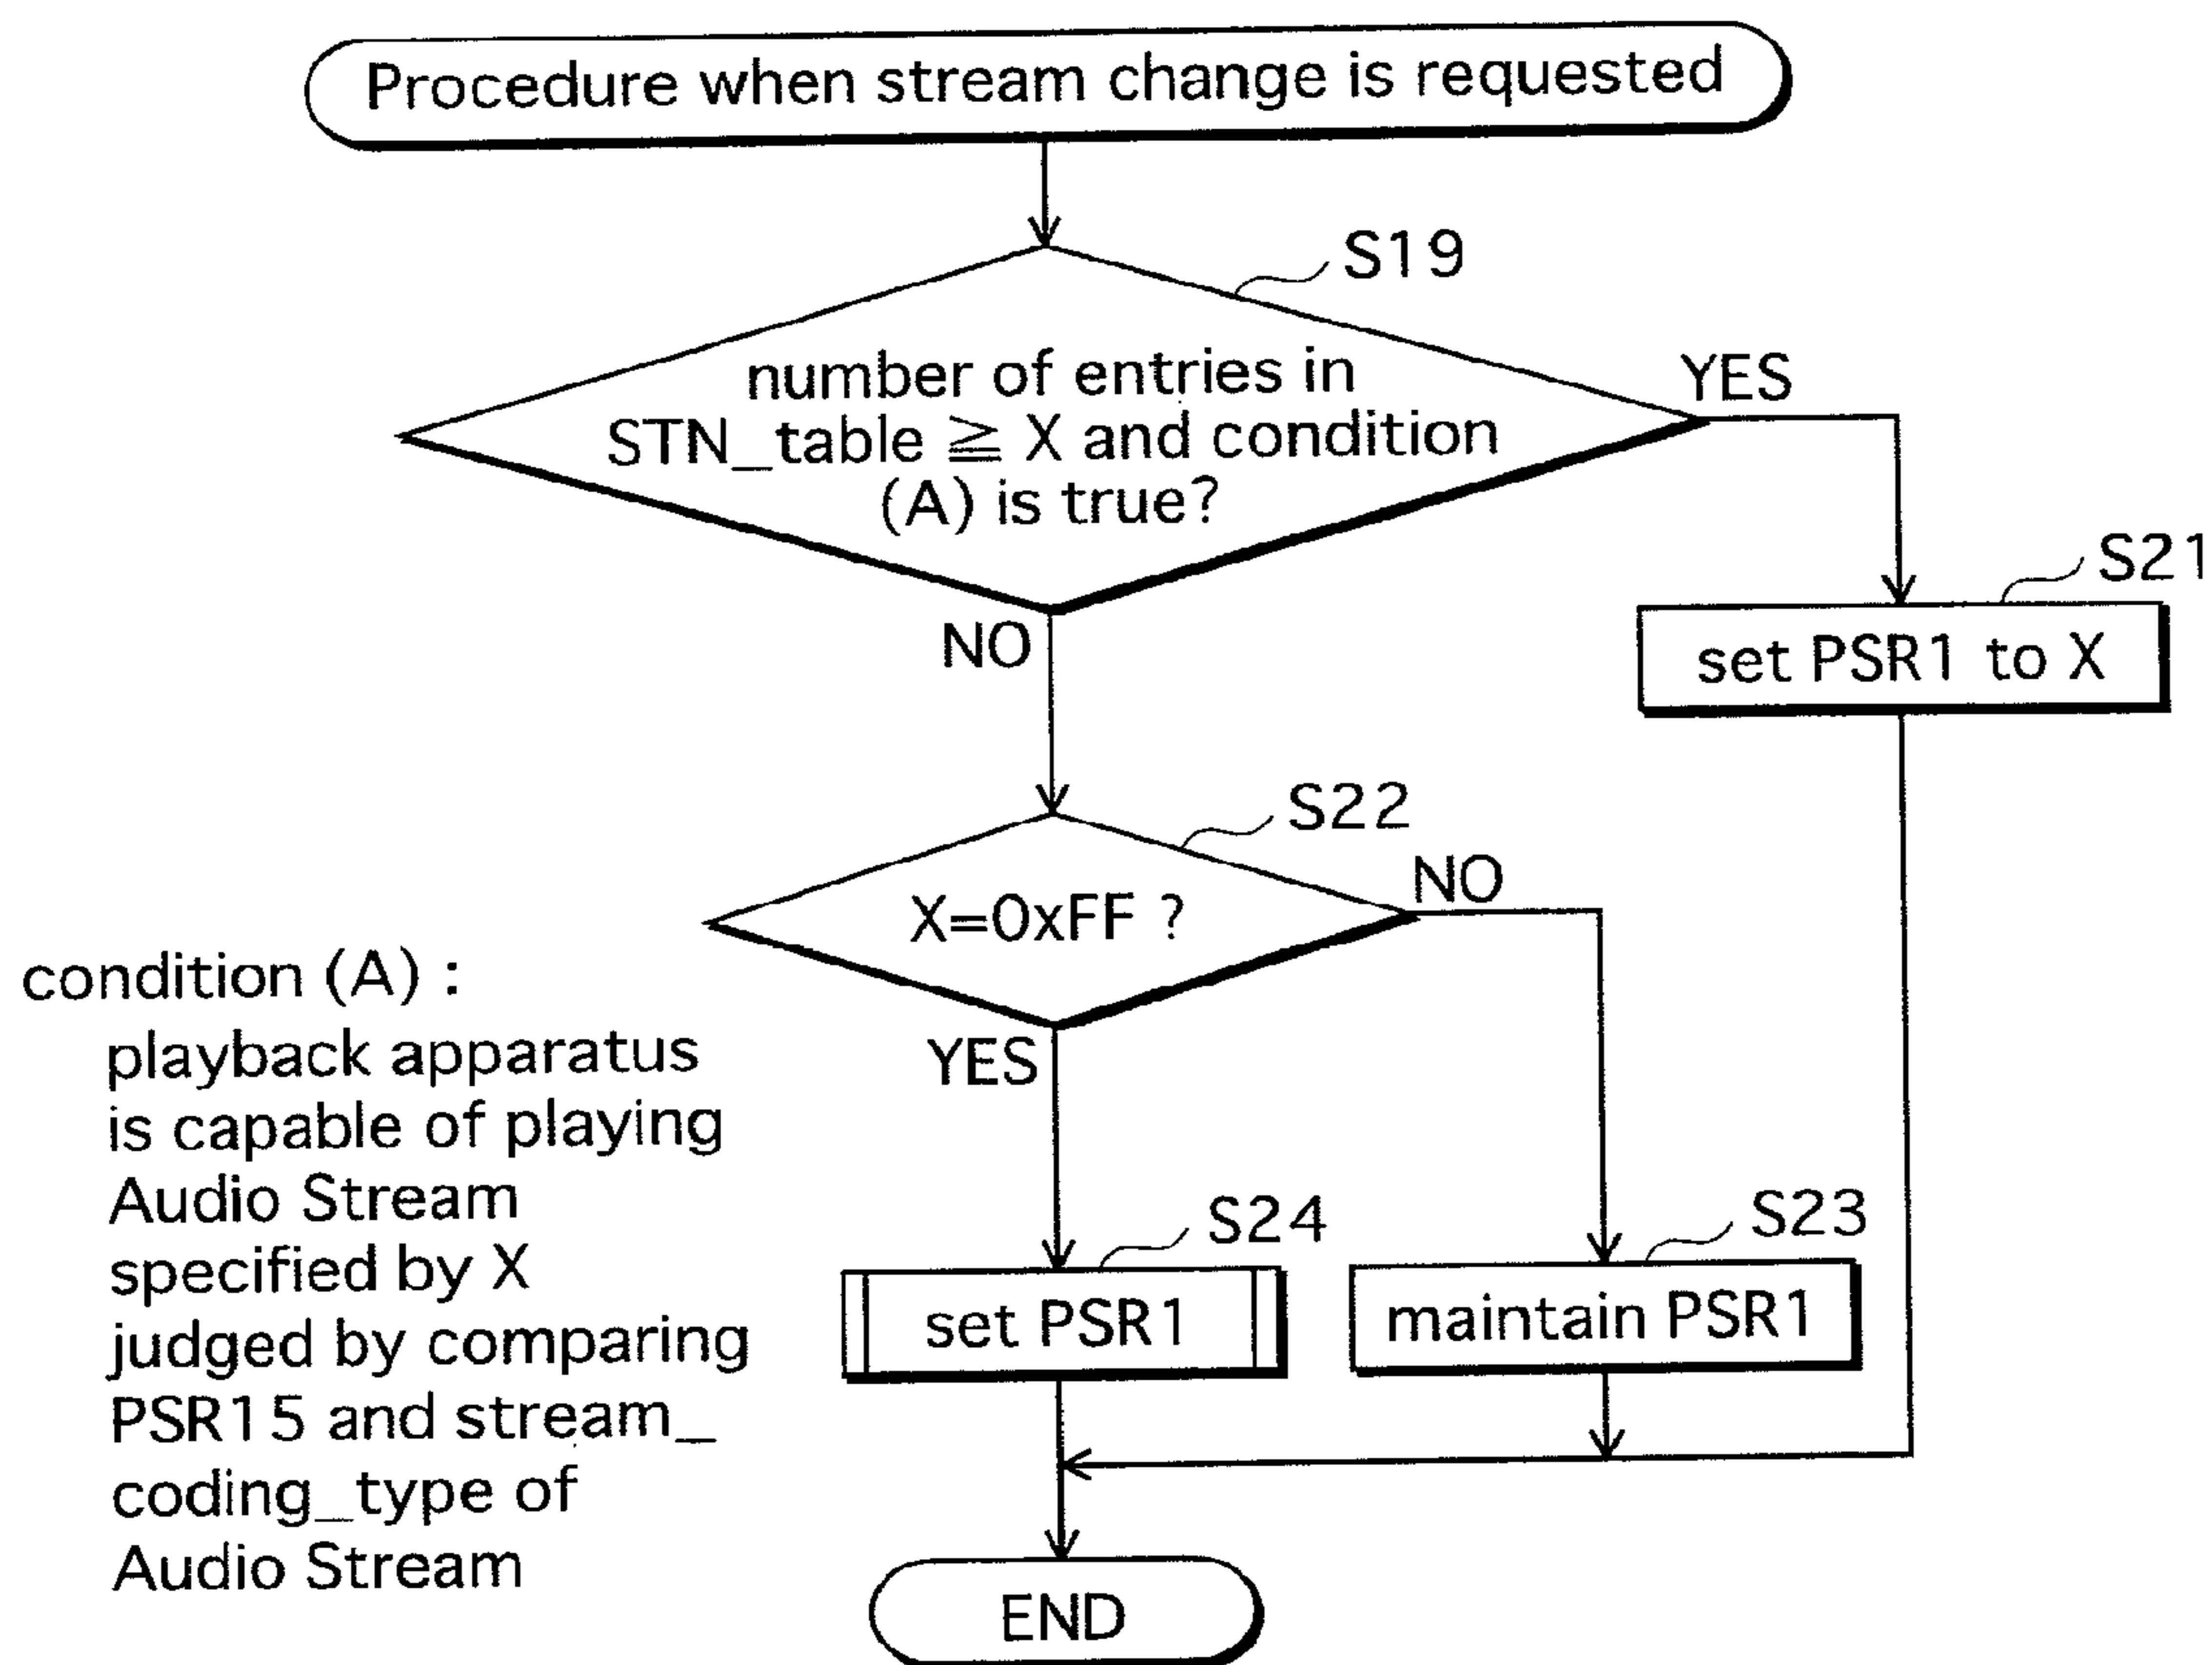 Procedure when stream change is requested
S19
number of entries in
STN_table ≧ X and condition
(A) is true?
YES
S21
set PSR1 to X
NO
S22
X=0xFF ?
NO
YES
condition (A) :
playback apparatus
is capable of playing
Audio Stream
specified by X
judged by comparing
PSR15 and stream_
coding_type of
Audio Stream
S24
set PSR1
S23
maintain PSR1
END